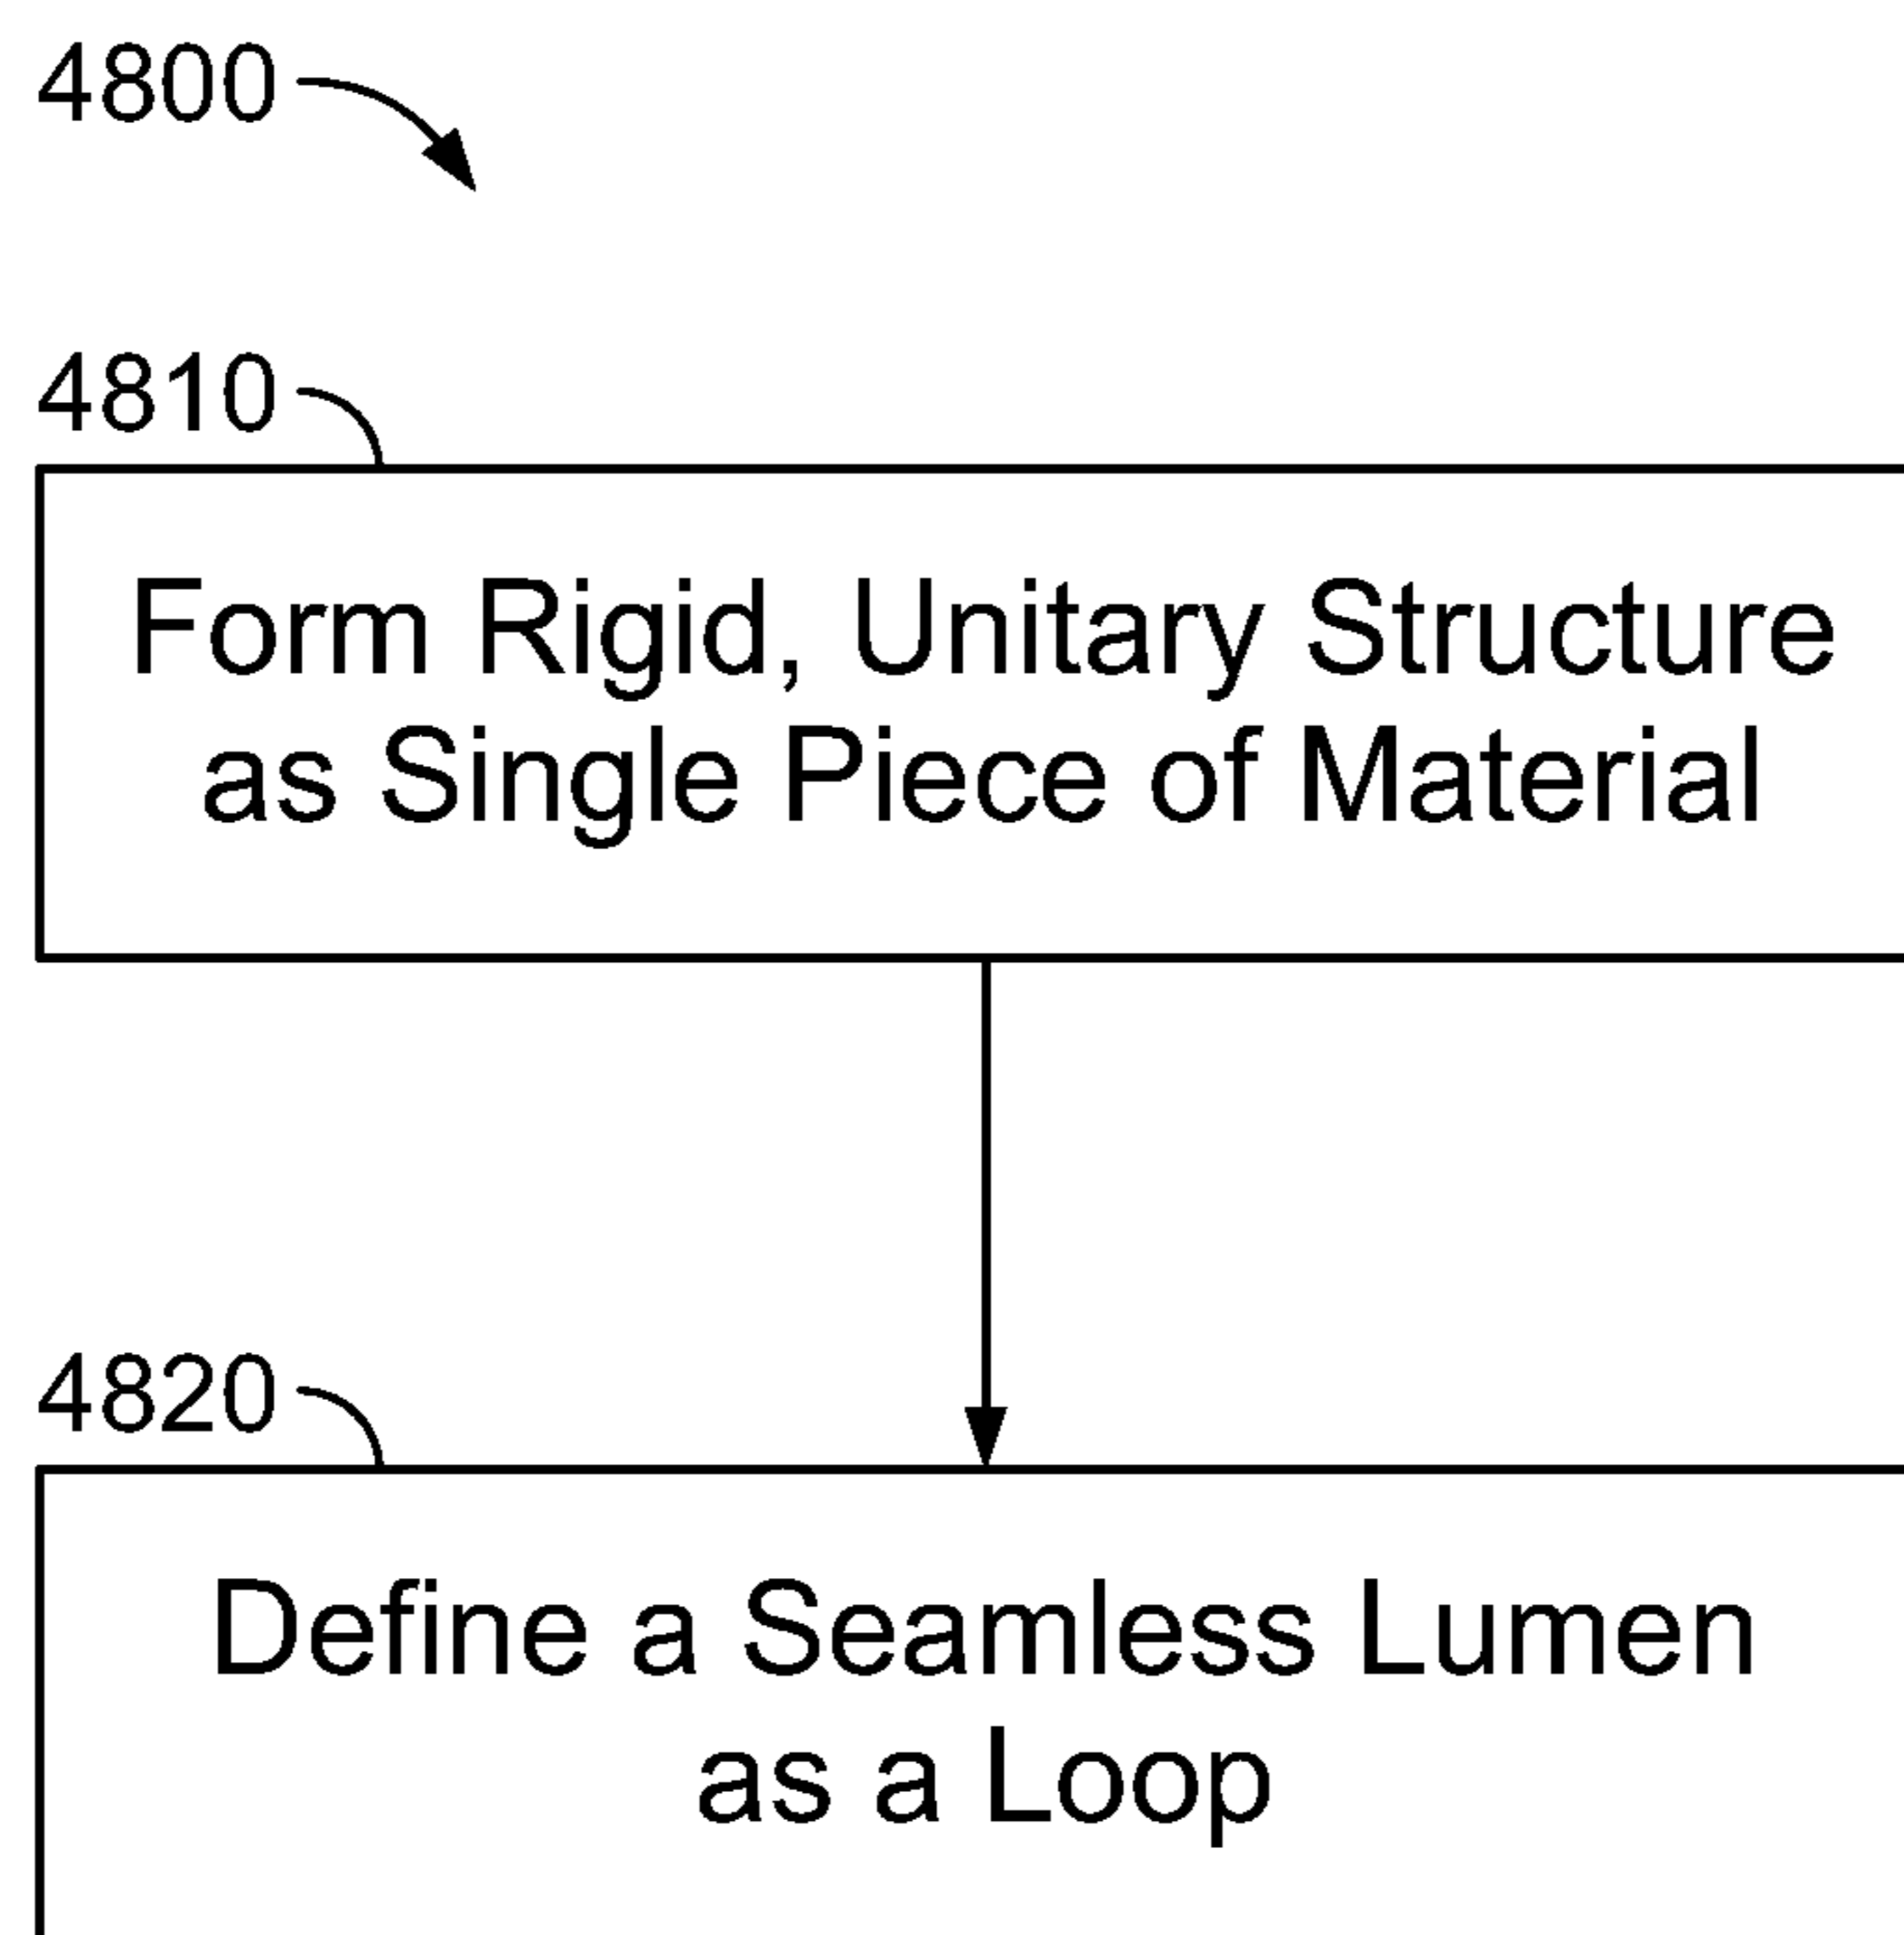 4800
4810
Form Rigid, Unitary Structure
as Single Piece of Material
4820
Define a Seamless Lumen
as a Loop